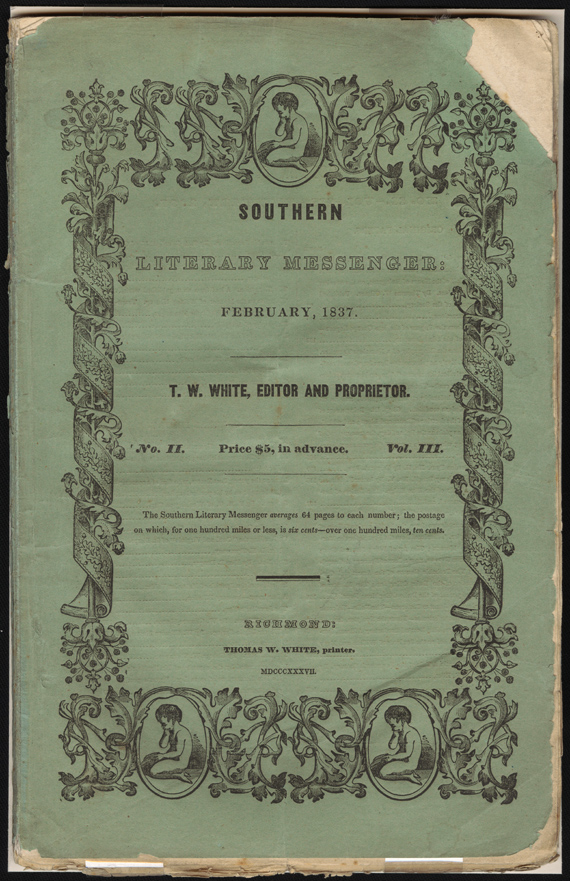 SOUTHERN
LITERARY MESSENGER:
FEBRUARY, 1837.
T. W. WHITE, EDITOR AND PROPRIETOR.
No. II. Price $5, in advance. Vol. III.
The Southern Literary Messenger averages 64 pages to each number; the postage
on which, for one hundred miles or less, is six cents—over one hundred miles, ten cents.
RICHMOND:
THOMAS W. WHITE, printer.
MDCCCXXXVII.